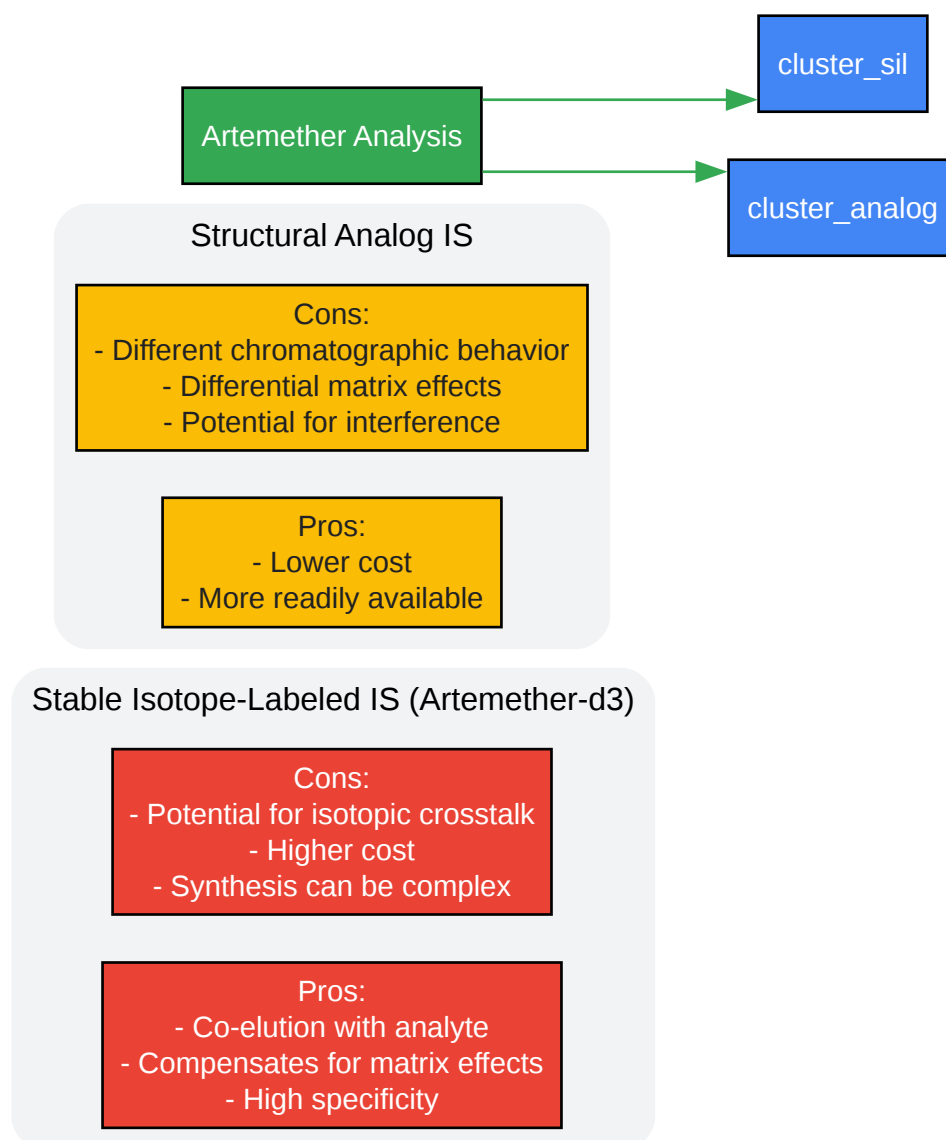 cluster_sil
Artemether Analysis
cluster_analog
Structural Analog IS
Cons:
- Different chromatographic behavior
- Differential matrix effects
- Potential for interference
Pros:
- Lower cost
- More readily available
Stable Isotope-Labeled IS (Artemether-d3)
Cons:
- Potential for isotopic crosstalk
- Higher cost
- Synthesis can be complex
Pros:
- Co-elution with analyte
- Compensates for matrix effects
- High specificity